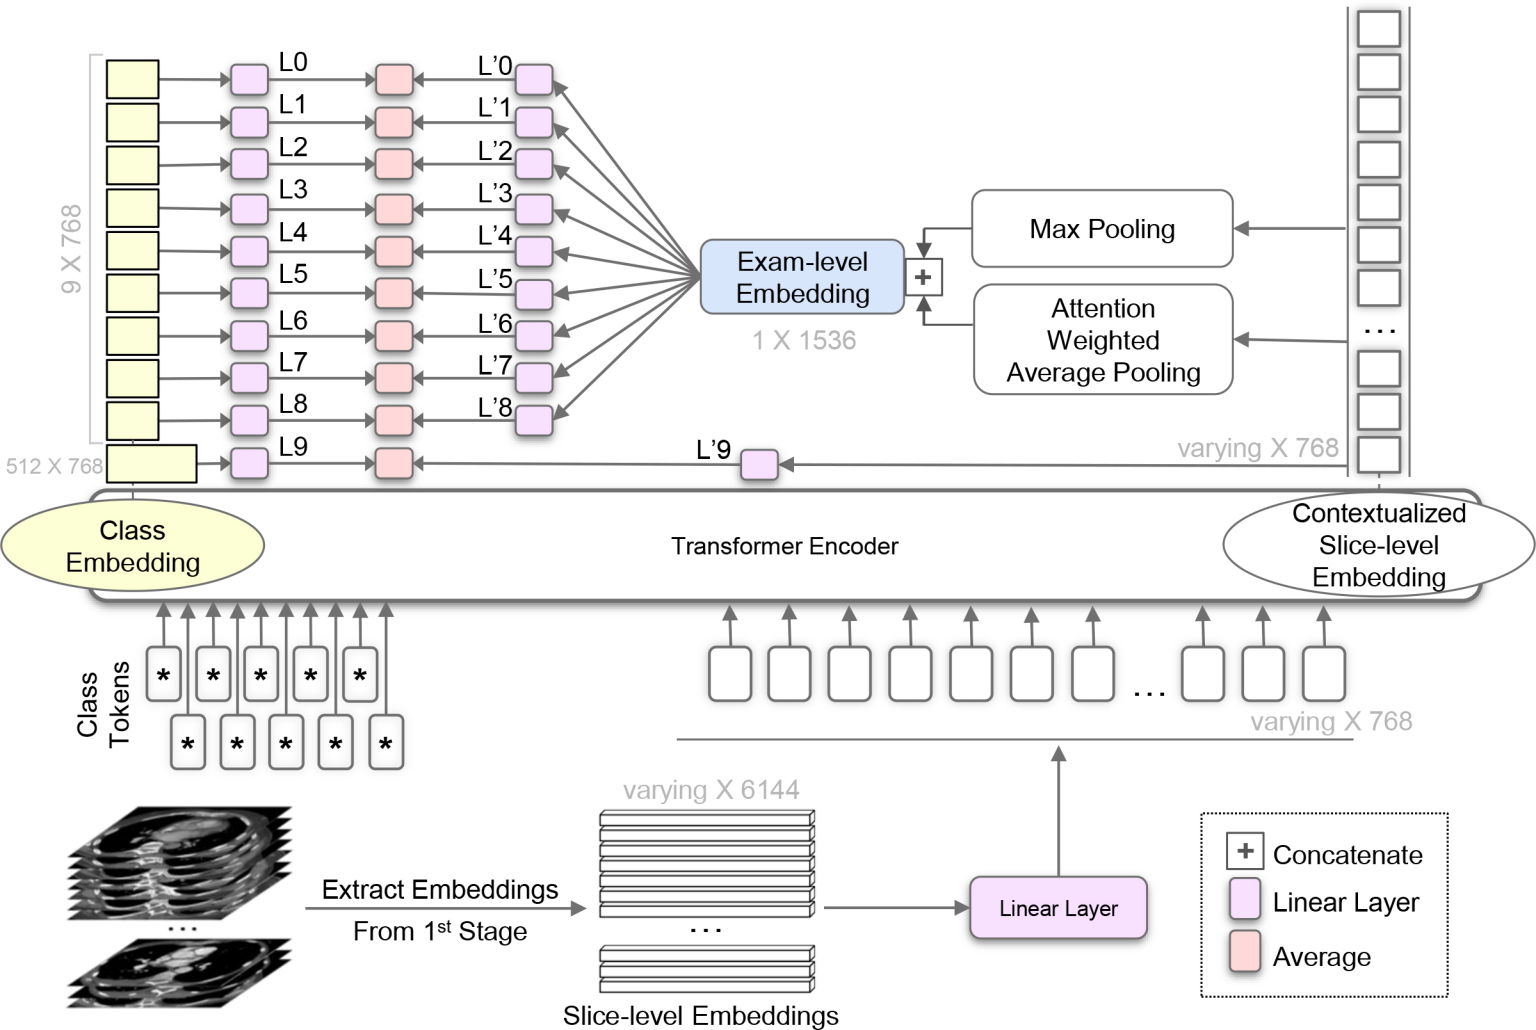 L0
L'0
L1
L'1
L2
L'2
L3
L'3
L4
L'4
L5
L'5
L6
L'6
L7
L'7
L8
L'8
L9
L'9
9 X 768
512 X 768
Exam-level
Embedding
1 X 1536
+
Max Pooling
Attention
Weighted
Average Pooling
...
varying X 768
Class
Embedding
Transformer Encoder
Contextualized
Slice-level
Embedding
Class
Tokens
* * * * *
* * * * *
...
varying X 768
varying X 6144
...
Extract Embeddings
From 1st Stage
...
Slice-level Embeddings
Linear Layer
+ Concatenate
Linear Layer
Average